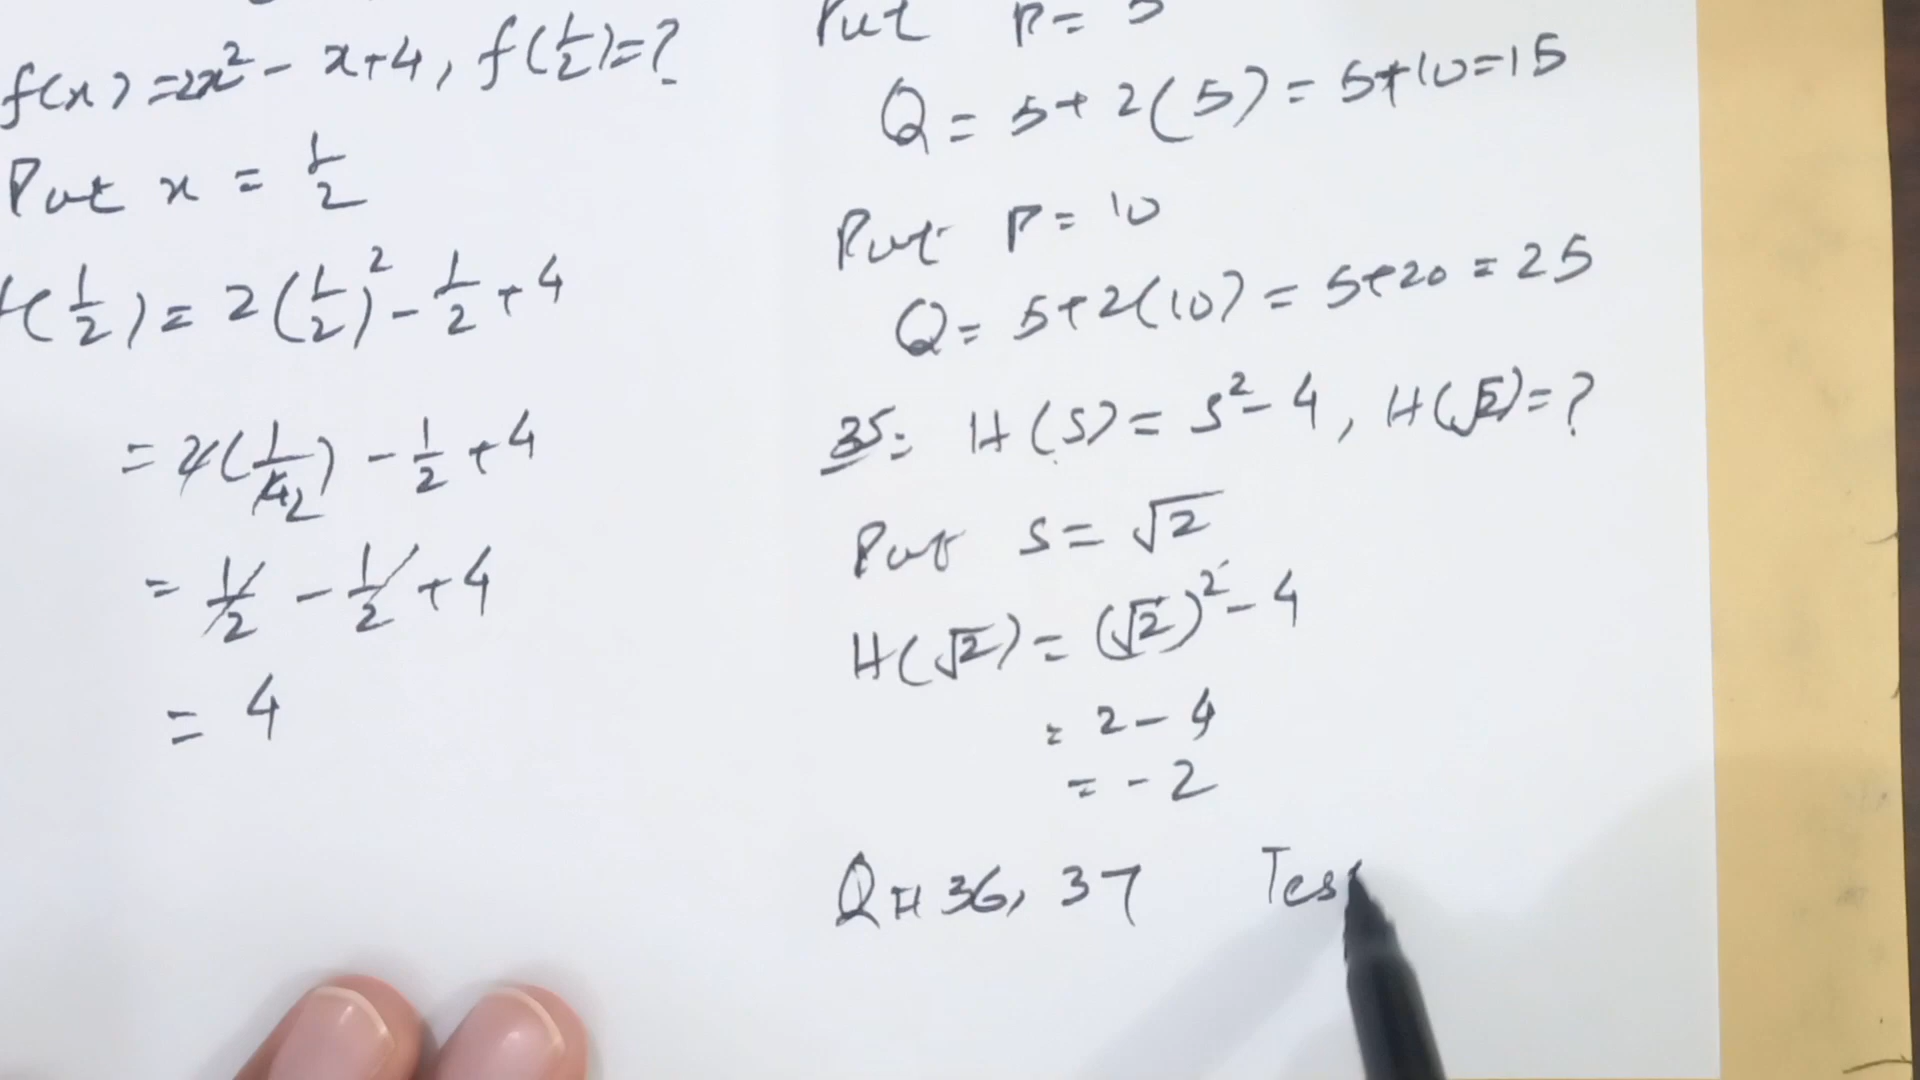 f(x) = 2x² - x + 4, f(1/2) = ?
Put x = 1/2
f(1/2) = 2(1/2)² - 1/2 + 4
= 2(1/4 2) - 1/2 + 4
= 1/2 - 1/2 + 4
= 4
Put P = 5
Q = 5 + 2(5) = 5+10 = 15
Put P = 10
Q = 5+2(10) = 5+20 = 25
35: H(S) = S² - 4, H(√2) = ?
Put S = √2
H(√2) = (√2)² - 4
= 2 - 4
= -2
Q# 36, 37 Tes